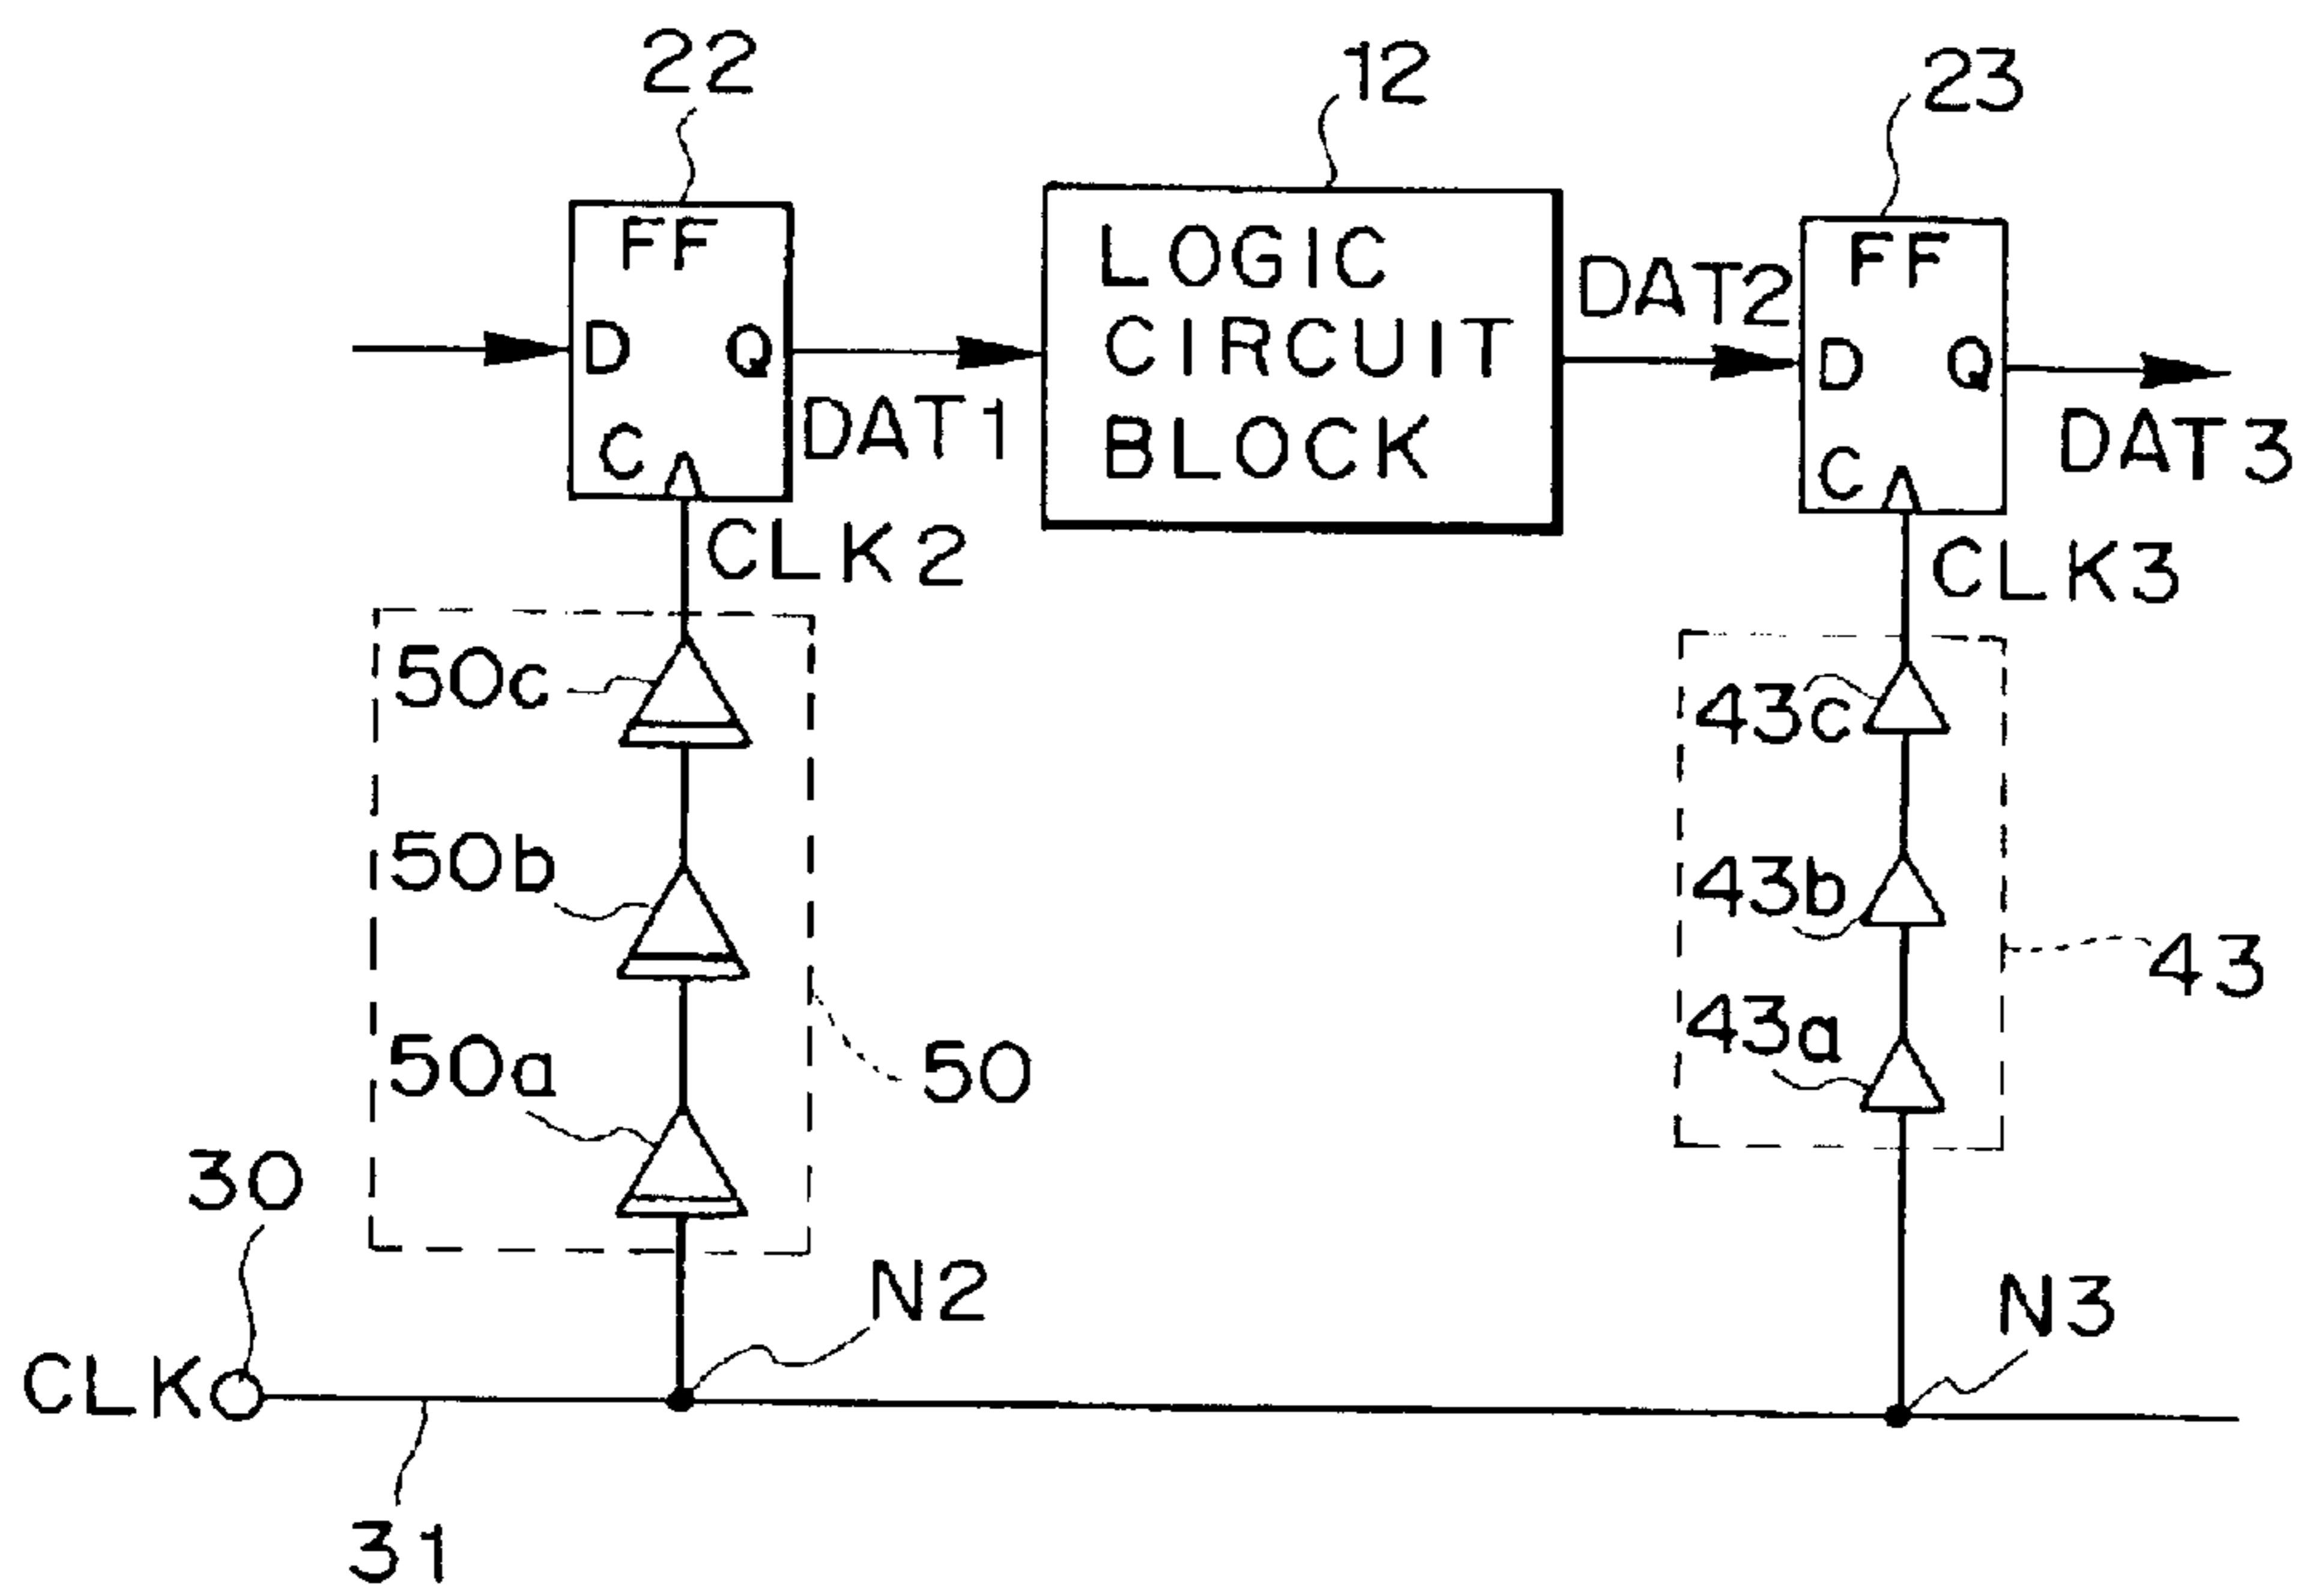 22
12
23
FF
D
Q
C
DAT1
LOGIC
CIRCUIT
BLOCK
DAT2
FF
D
Q
C
DAT3
CLK2
CLK3
50c
50b
50a
50
43c
43b
43a
43
30
N2
N3
CLK
31